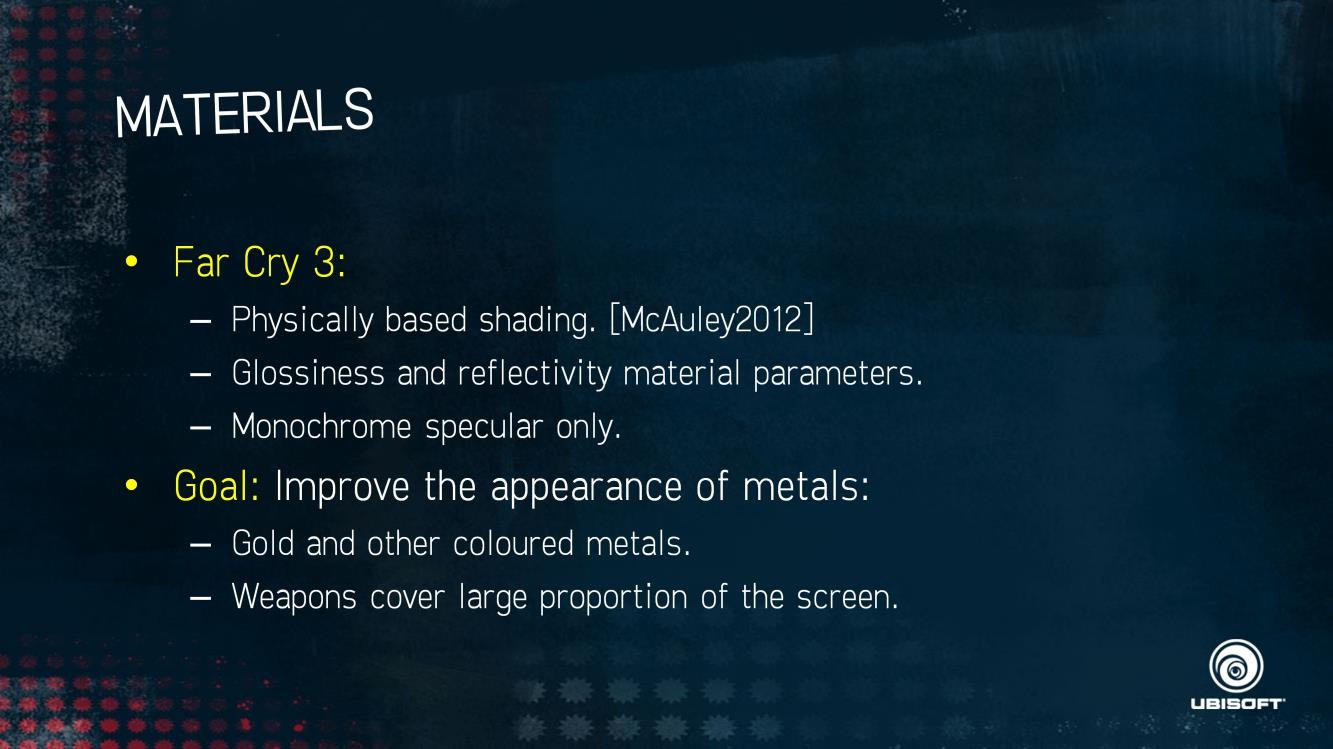 MATERIALS
• Far Cry 3:
– Physically based shading. [McAuley2012]
– Glossiness and reflectivity material parameters.
– Monochrome specular only.
• Goal: Improve the appearance of metals:
– Gold and other coloured metals.
– Weapons cover large proportion of the screen.
UBISOFT